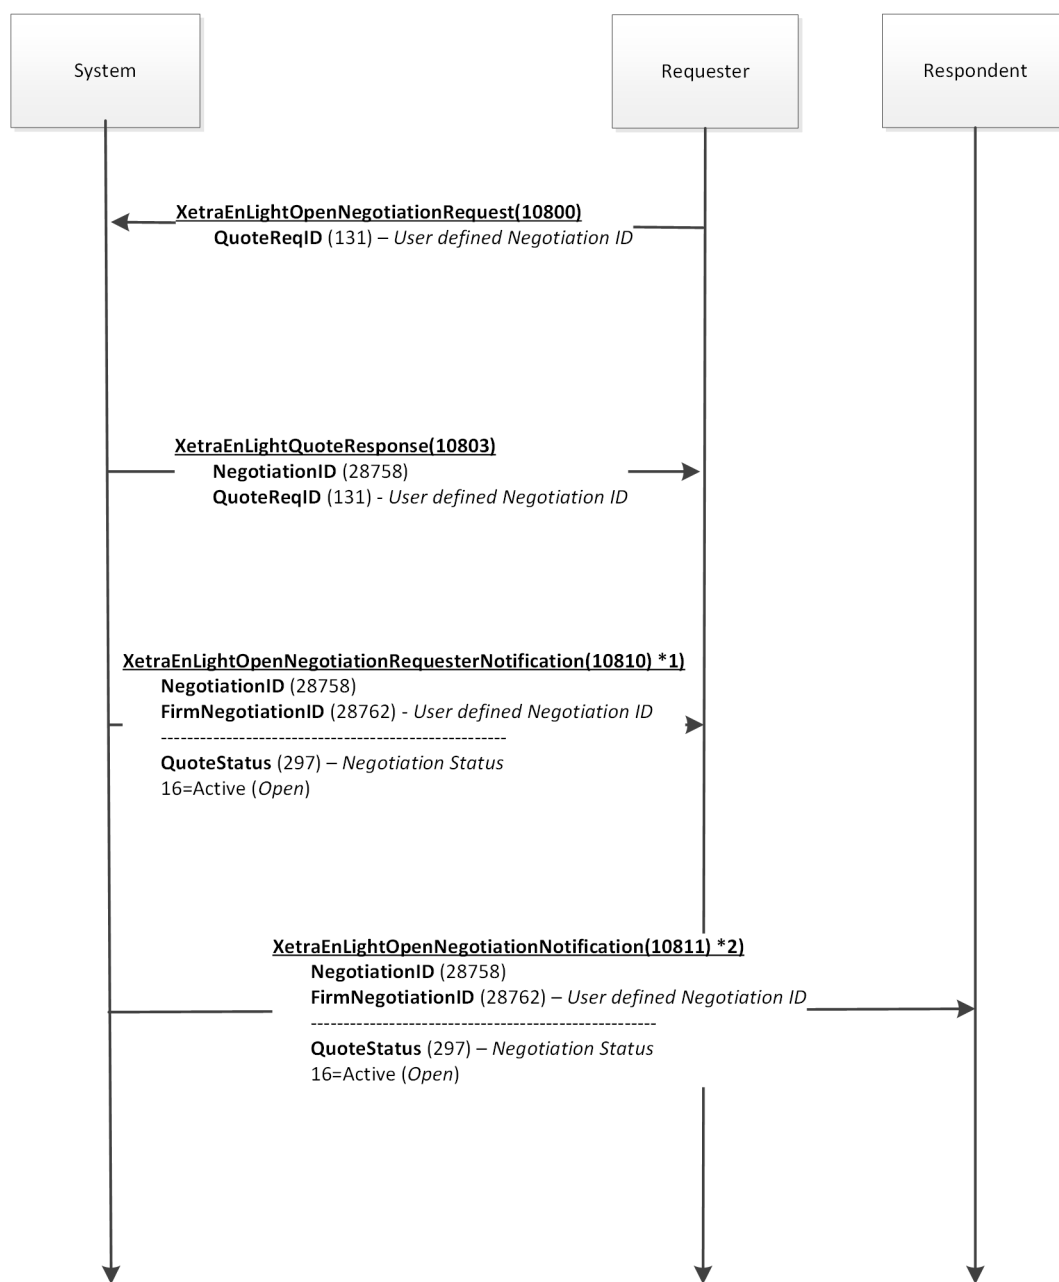 System
Requester
Respondent
XetraEnLightOpenNegotiationRequest(10800)
QuoteReqID (131) – User defined Negotiation ID
XetraEnLightQuoteResponse(10803)
NegotiationID (28758)
QuoteReqID (131) - User defined Negotiation ID
XetraEnLightOpenNegotiationRequesterNotification(10810) *1)
NegotiationID (28758)
FirmNegotiationID (28762) - User defined Negotiation ID
-----------------------------------------------------
QuoteStatus (297) – Negotiation Status
16=Active (Open)
XetraEnLightOpenNegotiationNotification(10811) *2)
NegotiationID (28758)
FirmNegotiationID (28762) – User defined Negotiation ID
-----------------------------------------------------
QuoteStatus (297) – Negotiation Status
16=Active (Open)